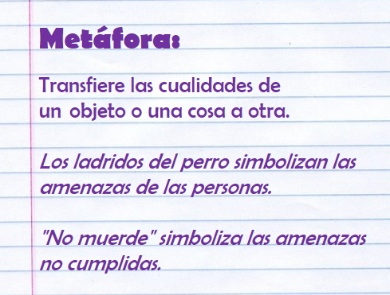 Metáfora:
Transfiere las cualidades de
un objeto o una cosa a otra.
Los ladridos del perro simbolizan las
amenazas de las personas.
"No muerde" simboliza las amenazas
no cumplidas.